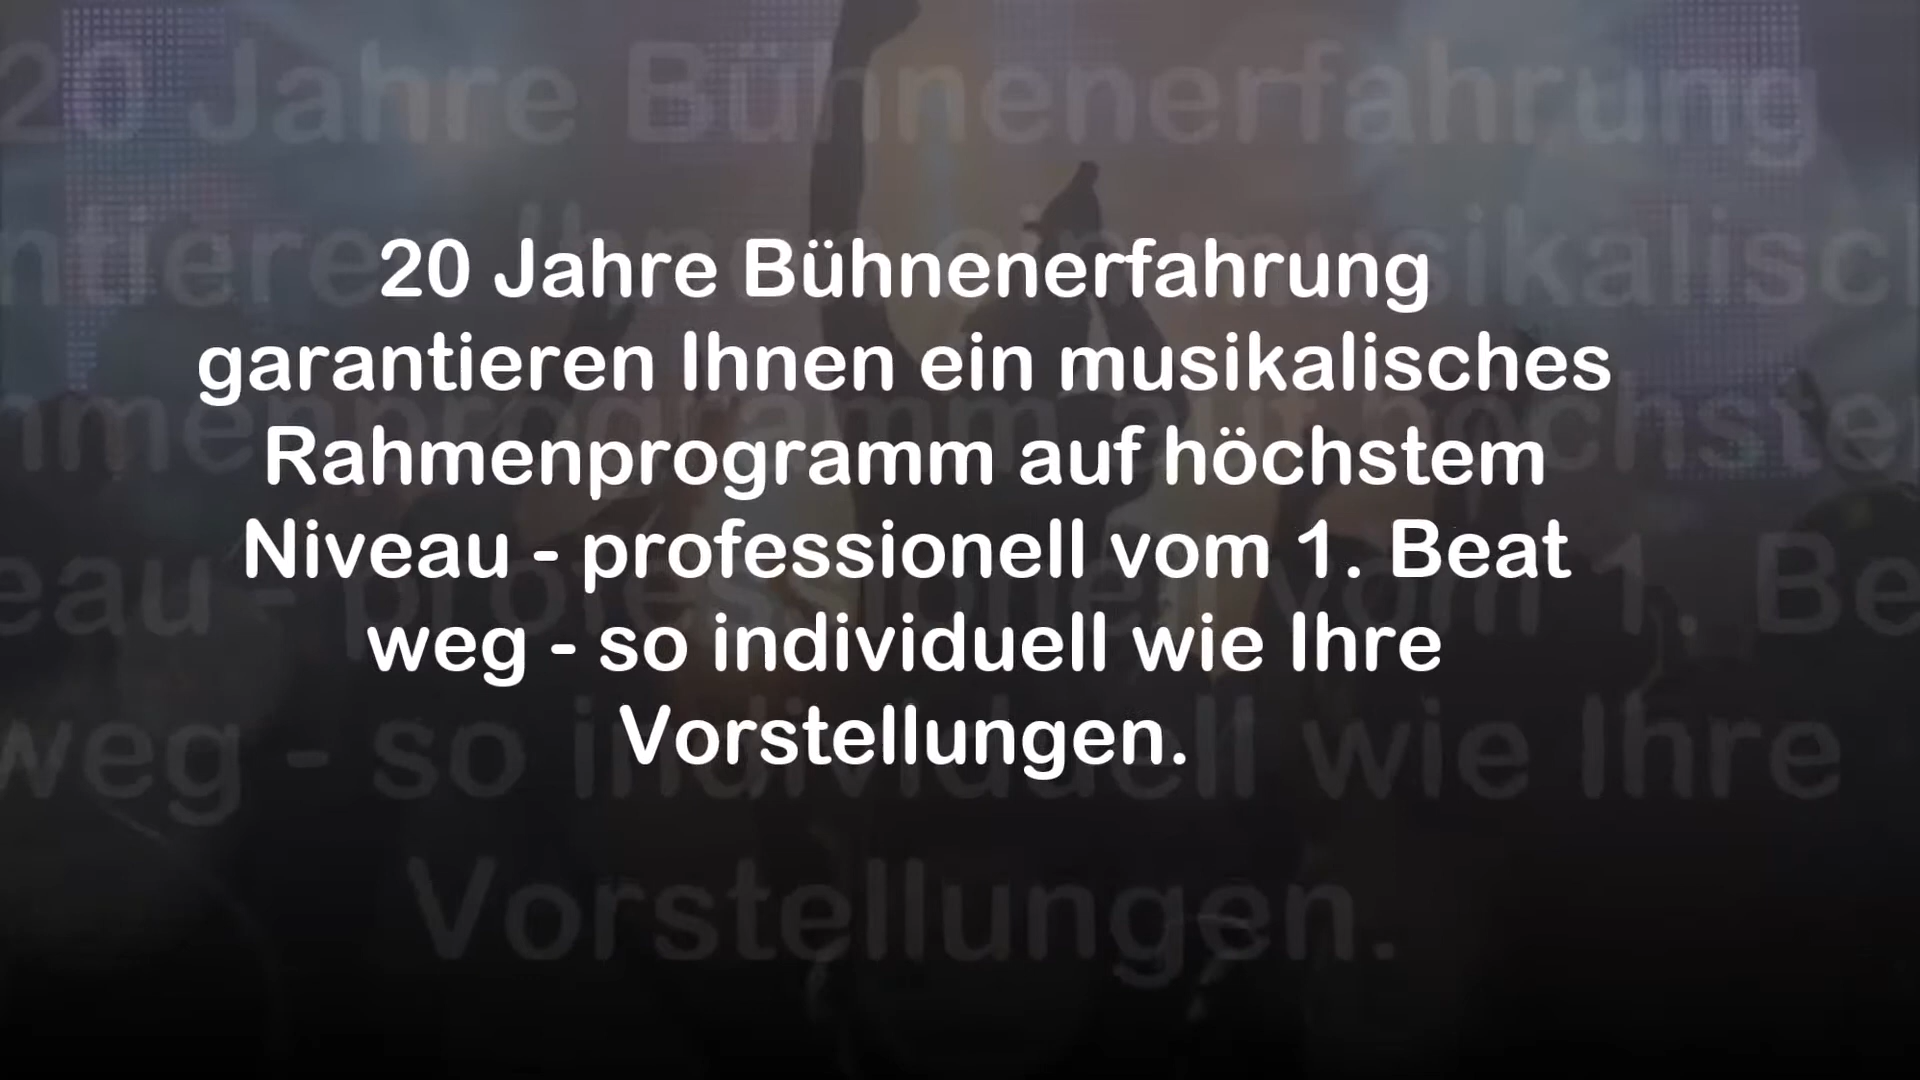 20 Jahre Bühnenerfahrung
garantieren Ihnen ein musikalisches
Rahmenprogramm auf höchstem
Niveau - professionell vom 1. Beat
weg - so individuell wie Ihre
Vorstellungen.